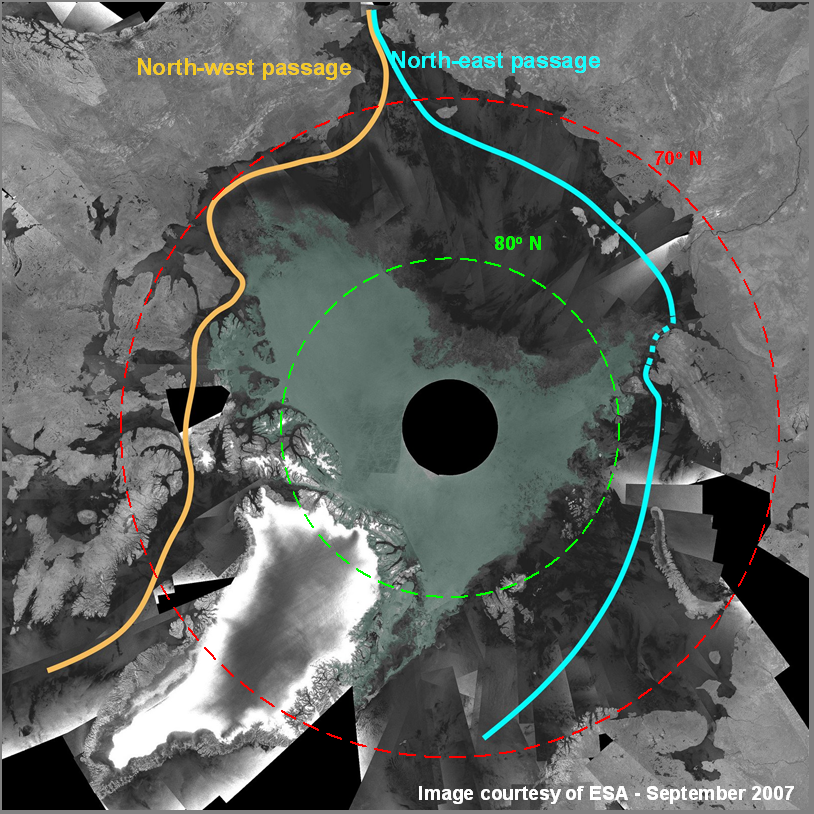 North-west passage
North-east passage
70º N
80º N
Image courtesy of ESA - September 2007